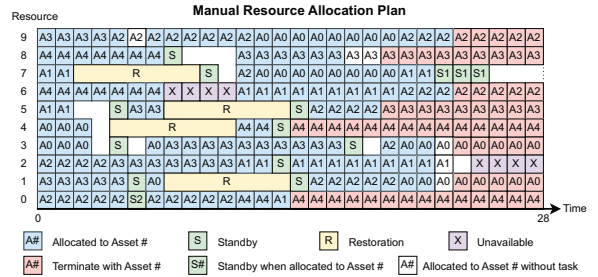 Manual Resource Allocation Plan
Resource
9 A3 A3 A3 A3 A2 A2 A2 A2 A2 A2 A2 A2 A0 A0 A0 A0 A0 A0 A0 A2 A2 A2 A2 A2 A2 A2 A2 A2
8 A4 A4 A4 A4 A4 A4 A4 S A3 A3 A3 A3 A3 A3 A3 A3 A3 A3 A3 A3 A3 A3 A3 A3 A3
7 A1 A1 R S A2 A0 A0 A0 A0 A0 A0 A0 A0 A1 A1 S1 S1 S1
6 A4 A4 A4 A4 A4 A4 A4 X X X X A1 A1 A1 A1 A1 A1 A1 A1 A2 A2 A2 A2 A2 A2 A2 A2 A2
5 A1 A1 S A3 A3 R S A2 A2 A2 A2 A3 A3 A3 A3 A3 A3 A3 A3 A3
4 A0 A0 A0 R A4 A4 S A4 A4 A4 A4 A4 A4 A4 A4 A4 A4 A4 A4 A4 A4
3 A0 A0 A0 S A0 A3 A3 A3 A3 A3 A3 A3 A3 A3 A3 S A2 A0 A0 A0 A0 A0 A0 A0 A0
2 A2 A2 A2 A2 A3 A3 A3 A3 A3 A3 A3 A1 A1 S A1 A1 A1 A1 A1 A1 A1 A1 A1 X X X X
1 A3 A3 A3 A3 A3 S A0 R S A2 A2 A2 A2 A2 A0 A0 A0 A0 A0 A0 A0 A0
0 A2 A2 A2 A2 A2 S2 A2 A2 A2 A2 A2 A4 A4 A1 A4 A4 A4 A4 A4 A4 A4 A4 A4 A4 A4 A4 A4 A4
Time
0 28
A# Allocated to Asset # S Standby R Restoration X Unavailable
A# Terminate with Asset # S# Standby when allocated to Asset # A# Allocated to Asset # without task